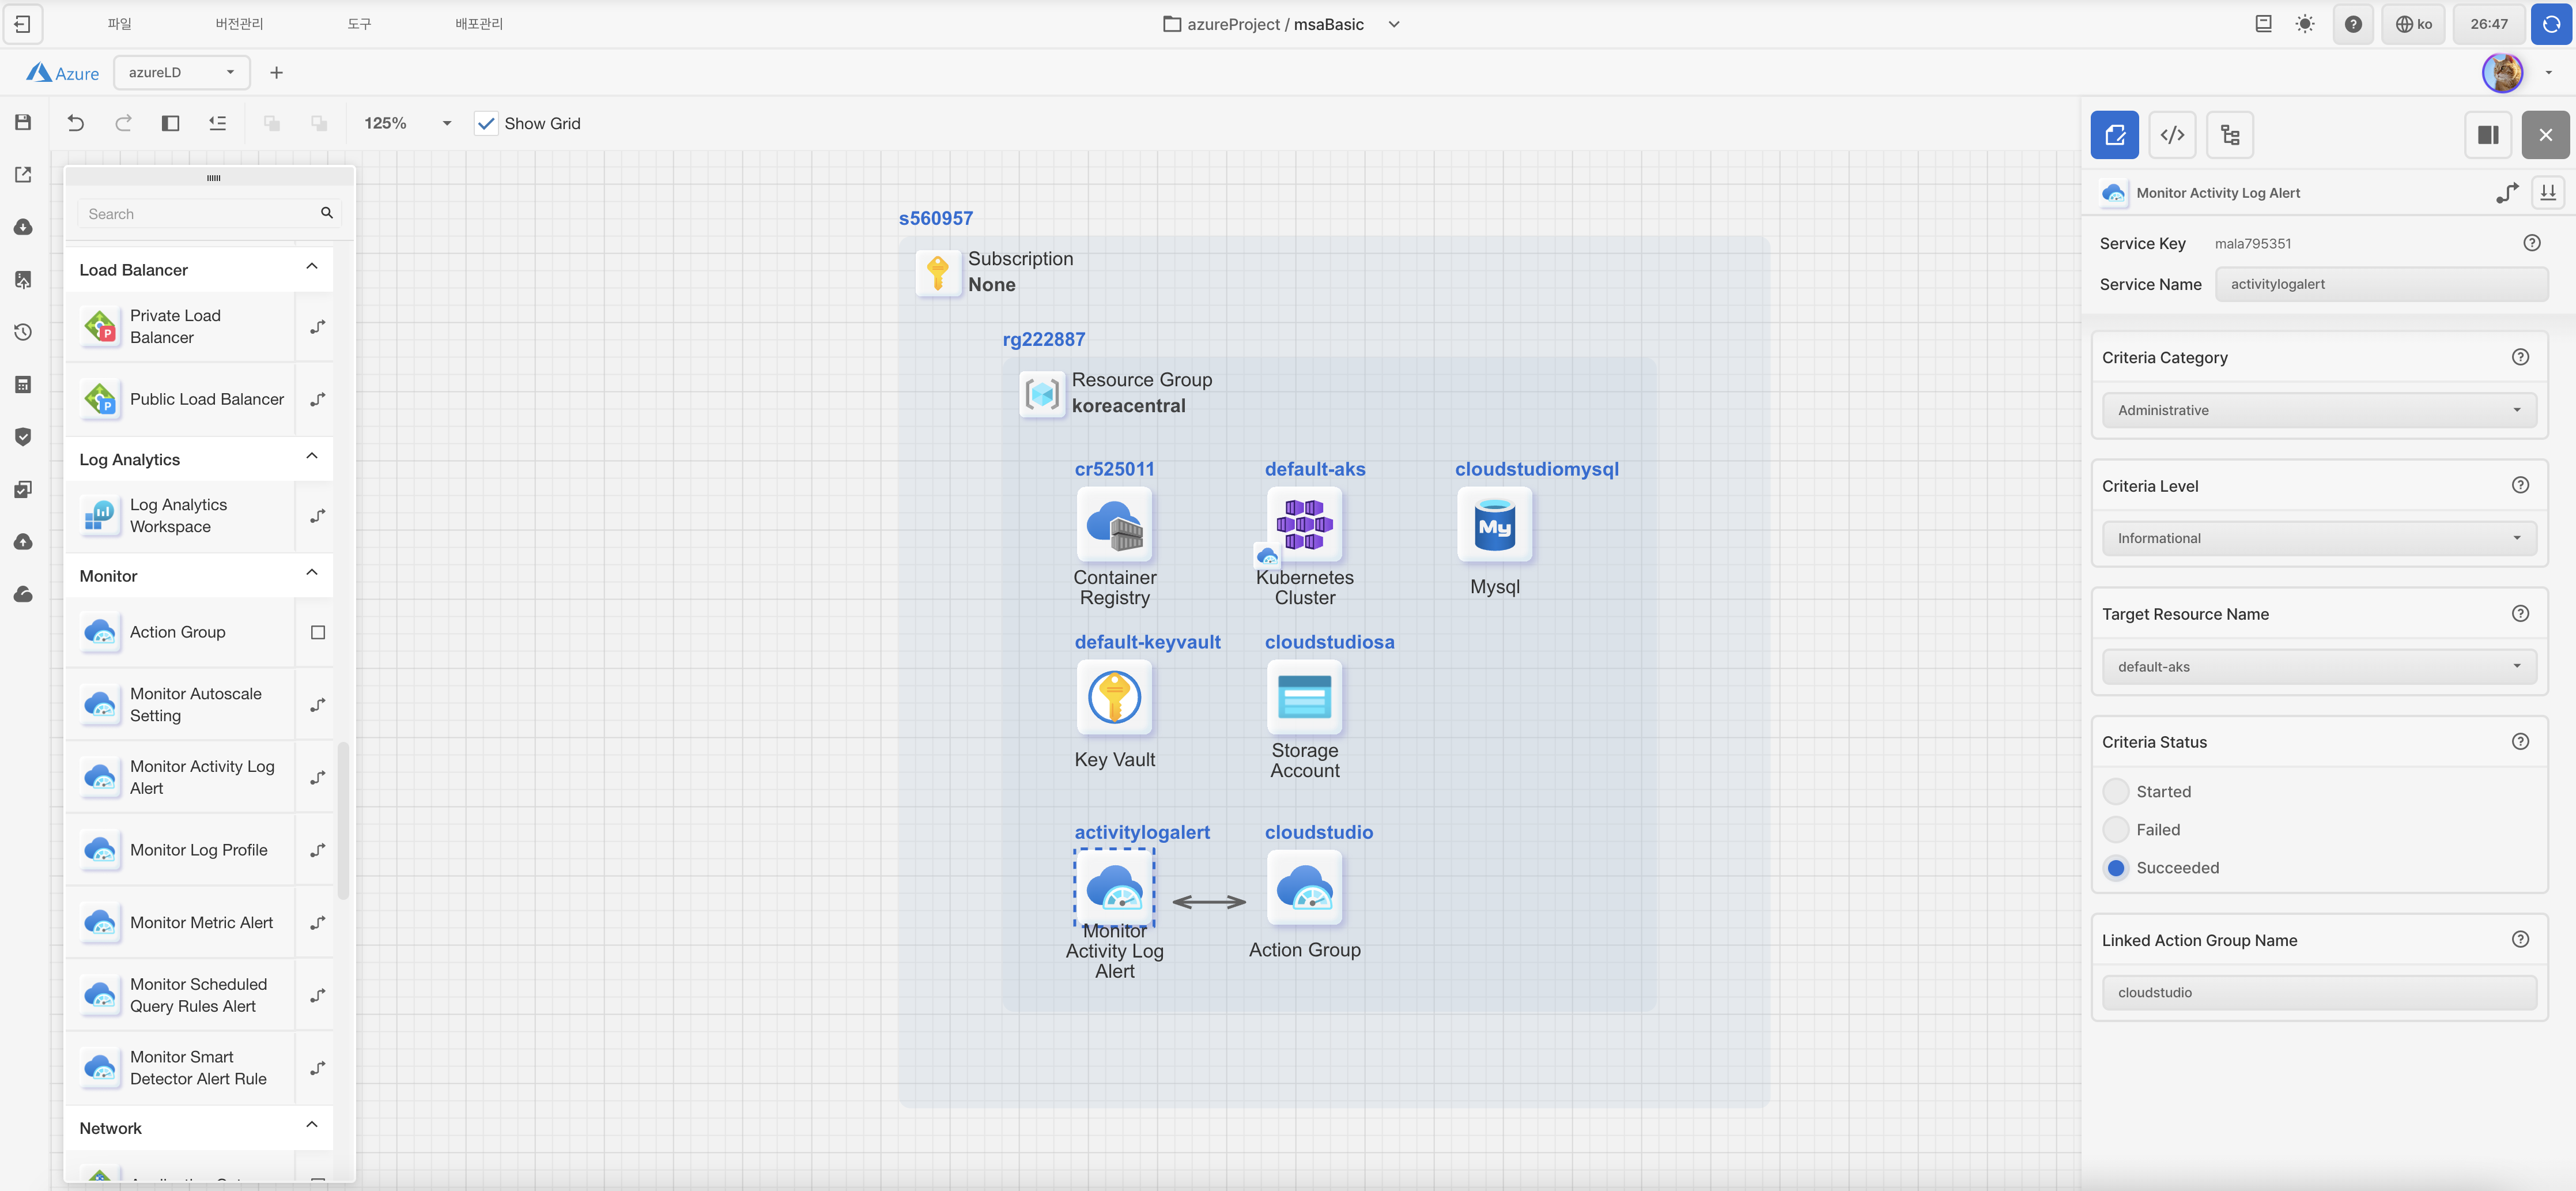 파일
버전관리
도구
배포관리
azureProject / msaBasic
ko
26:47
Azure
azureLD
125%
Show Grid
Search
Load Balancer
Private Load
Balancer
Public Load Balancer
Log Analytics
Log Analytics
Workspace
Monitor
Action Group
Monitor Autoscale
Setting
Monitor Activity Log
Alert
Monitor Log Profile
Monitor Metric Alert
Monitor Scheduled
Query Rules Alert
Monitor Smart
Detector Alert Rule
Network
s560957
Subscription
None
rg222887
Resource Group
koreacentral
cr525011
Container
Registry
default-aks
Kubernetes
Cluster
cloudstudiomysql
My
Mysql
default-keyvault
Key Vault
cloudstudiosa
Storage
Account
activitylogalert
Monitor
Activity Log
Alert
cloudstudio
Action Group
Monitor Activity Log Alert
Service Key
mala795351
Service Name
activitylogalert
Criteria Category
Administrative
Criteria Level
Informational
Target Resource Name
default-aks
Criteria Status
Started
Failed
Succeeded
Linked Action Group Name
cloudstudio